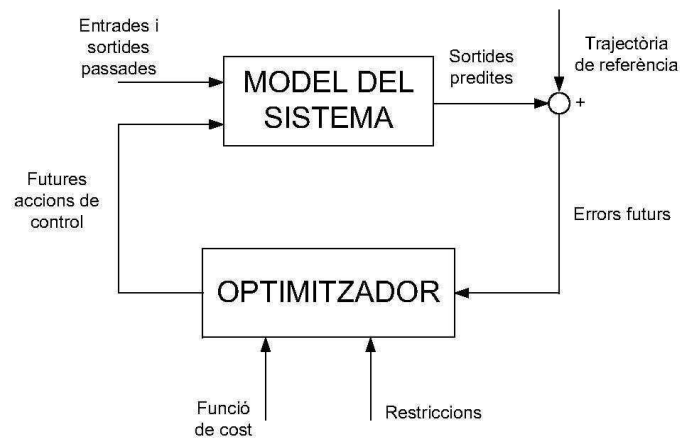 Entrades i
sortides
passades
MODEL DEL
SISTEMA
Sortides
predites
Trajectòria
de referència
+
Futures
accions de
control
Errors futurs
OPTIMITZADOR
Funció
de cost
Restriccions